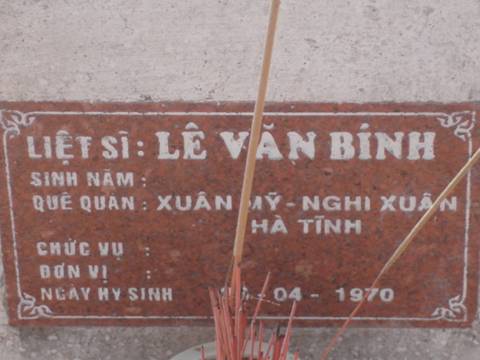 LIỆT SĨ : LÊ VĂN BÍNH
SINH NĂM :
QUÊ QUÁN : XUÂN MỸ - NGHI XUÂN
HÀ TĨNH
CHỨC VỤ :
ĐƠN VỊ :
NGÀY HY SINH - 04 - 1970